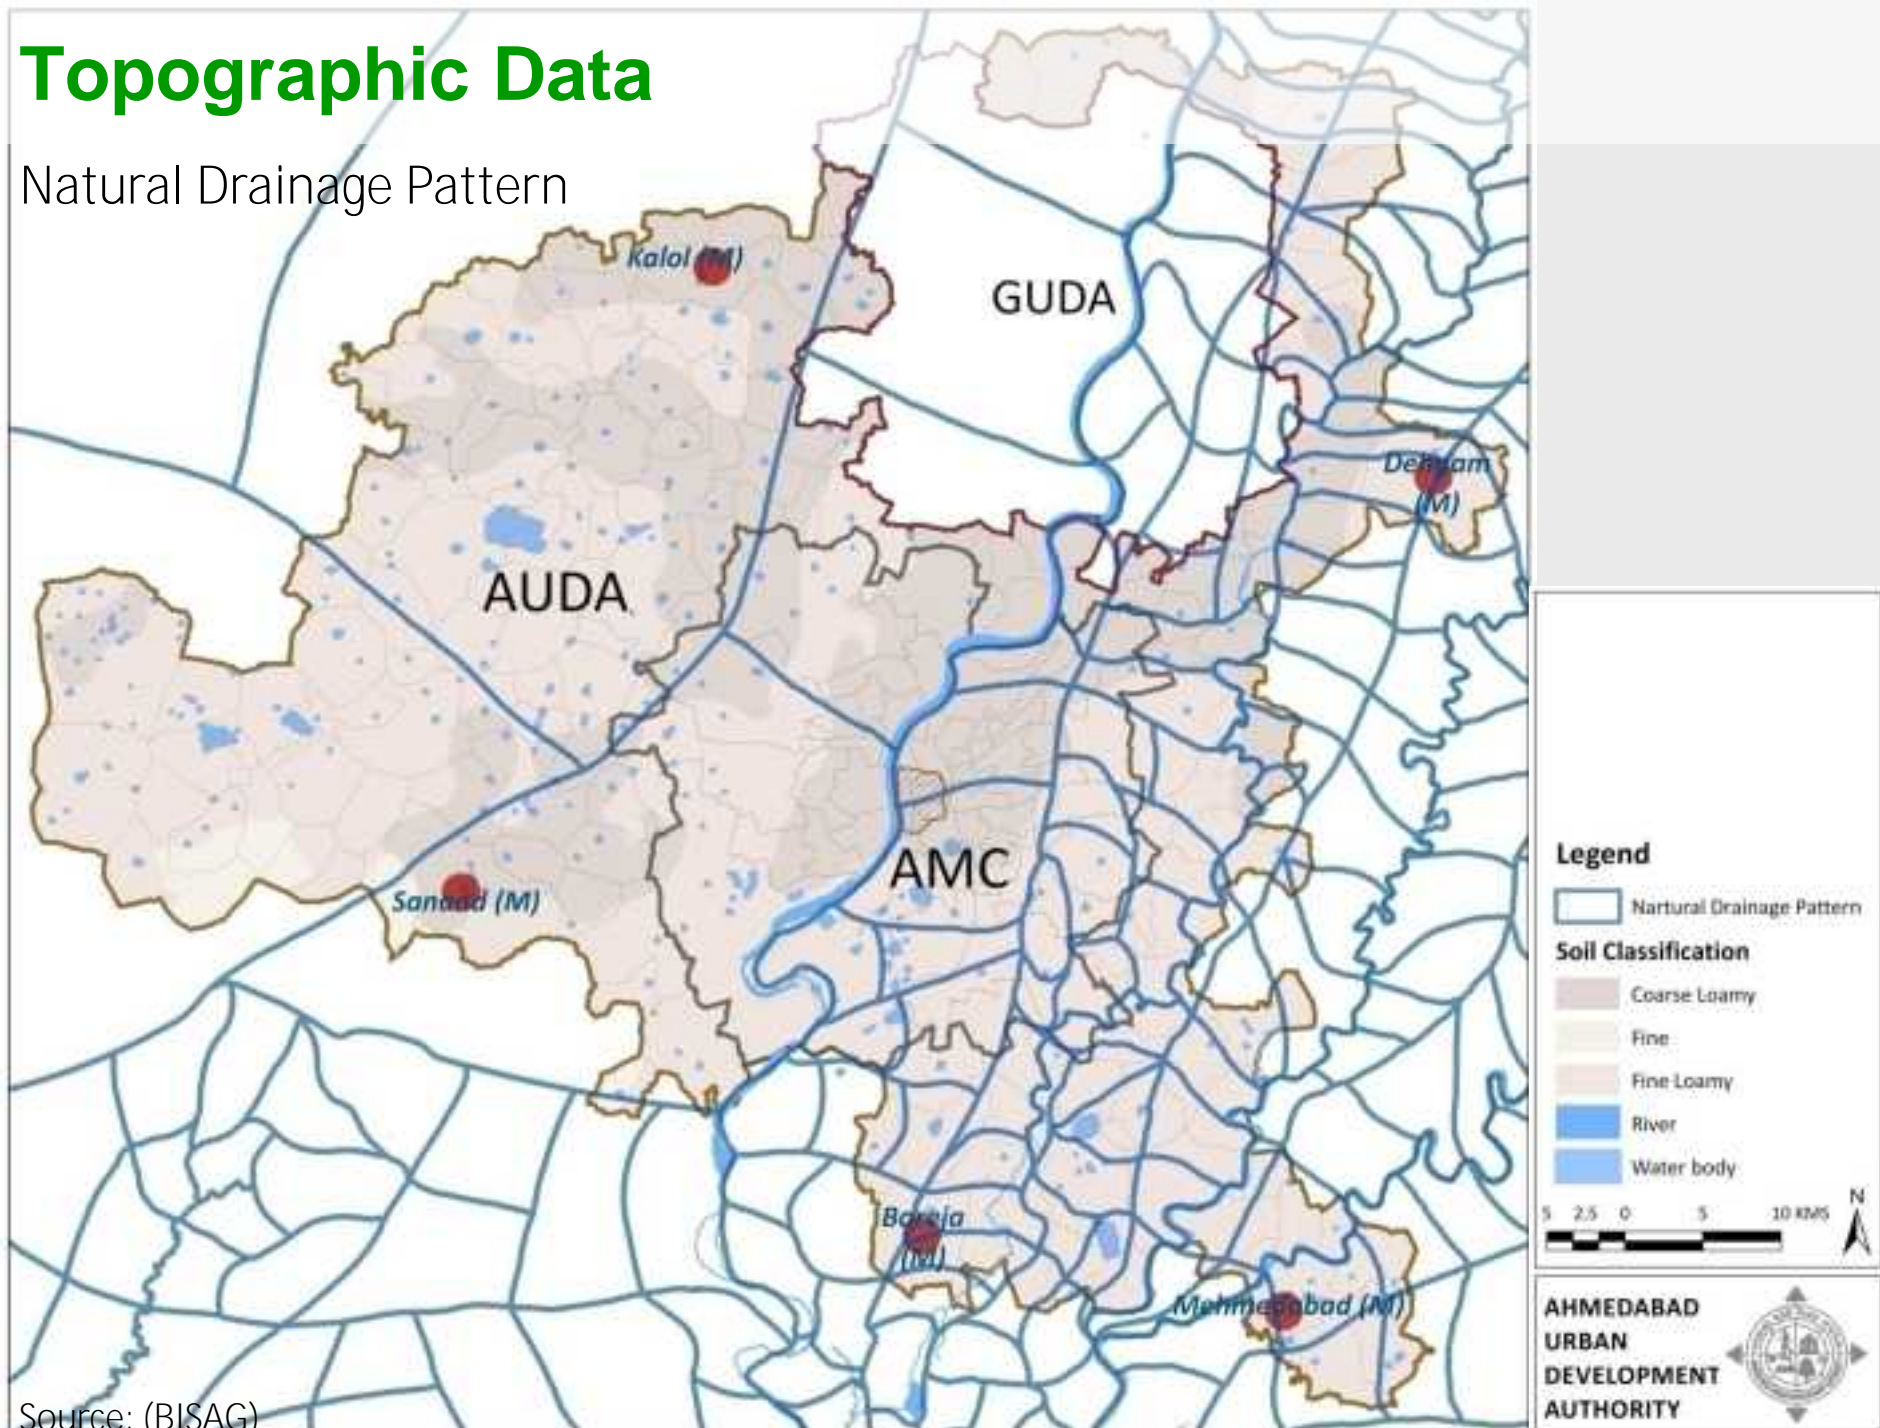 Topographic Data
Natural Drainage Pattern
Kalol (M)
GUDA
Dehgam
(M)
AUDA
AMC
Sanand (M)
Legend
Nartural Drainage Pattern
Soil Classification
Coarse Loamy
Fine
Fine Loamy
River
Water body
N
5 2.5 0 5 10 KMS
Bareja
(M)
Mehmedabad (M)
AHMEDABAD
URBAN
DEVELOPMENT
AUTHORITY
Source: (BISAG)